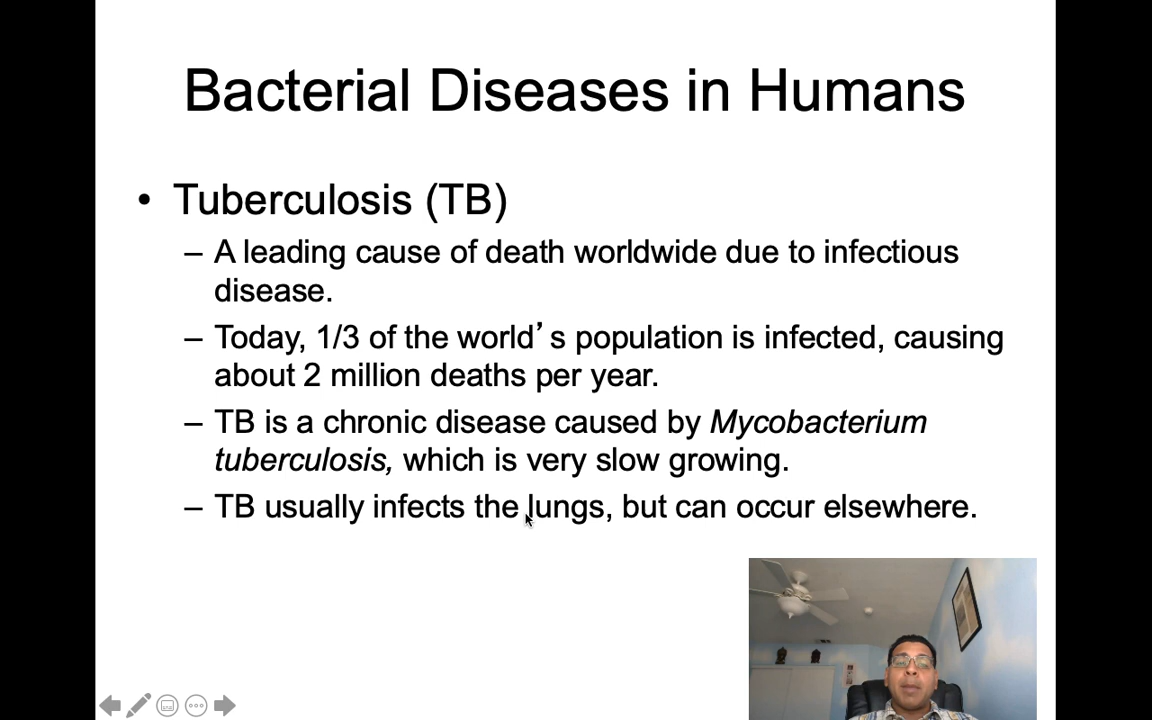 Bacterial Diseases in Humans
• Tuberculosis (TB)
– A leading cause of death worldwide due to infectious
disease.
– Today, 1/3 of the world’s population is infected, causing
about 2 million deaths per year.
– TB is a chronic disease caused by Mycobacterium
tuberculosis, which is very slow growing.
– TB usually infects the lungs, but can occur elsewhere.